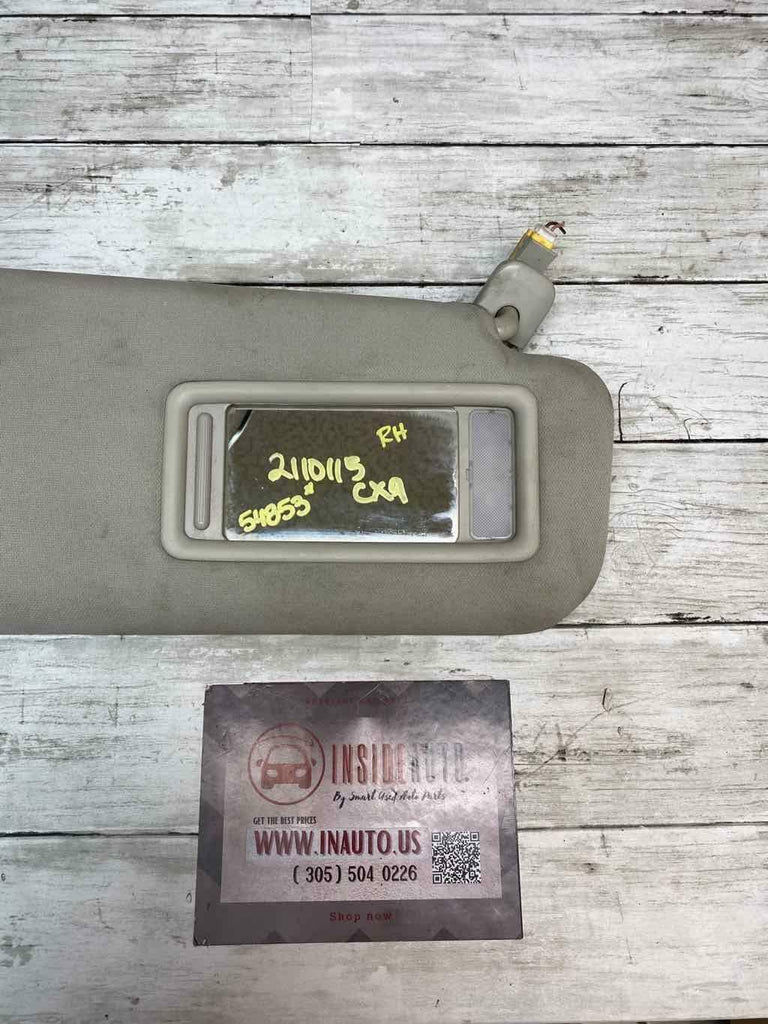 RH
2110115
CX9
54853
INSIDEAUTO.
By Smart Used Auto Parts
GET THE BEST PRICES
WWW.INAUTO.US
( 305 ) 504 0226
Shop now